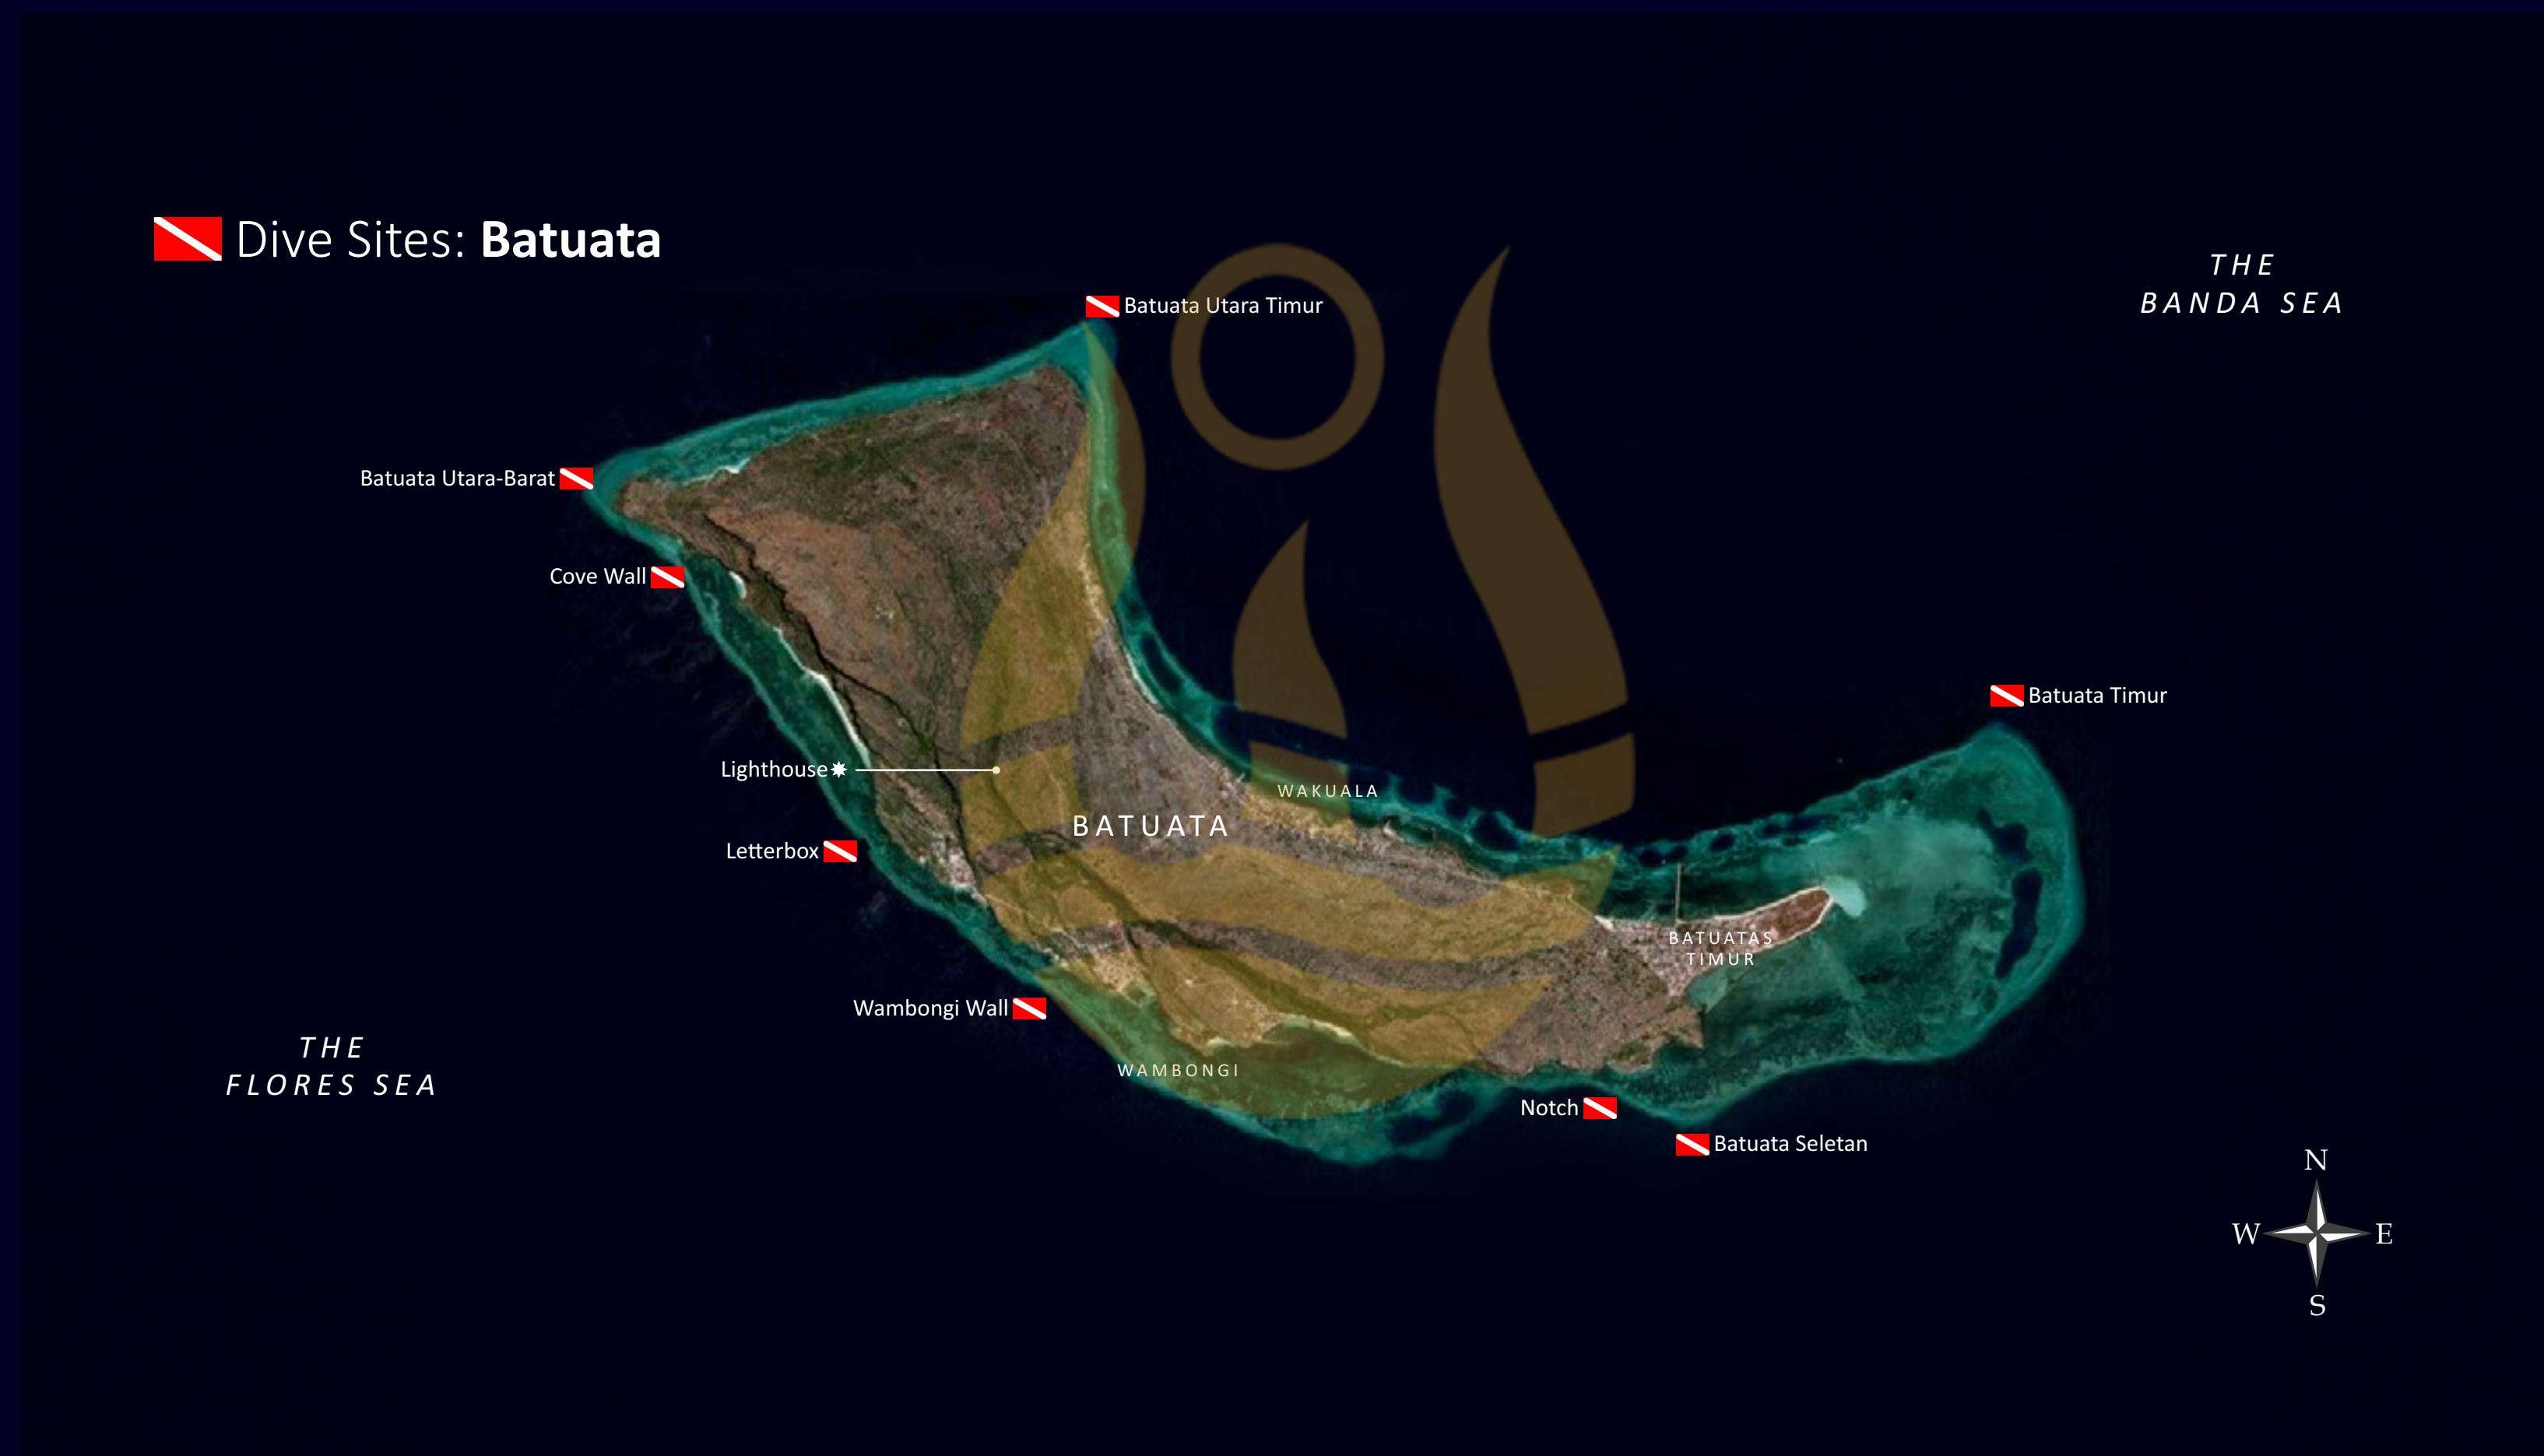 Dive Sites: Batuata
THE
BANDA SEA
Batuata Utara Timur
Batuata Utara-Barat
Cove Wall
Batuata Timur
Lighthouse
WAKUALA
BATUATA
Letterbox
BATUATAS
TIMUR
Wambongi Wall
THE
FLORES SEA
WAMBONGI
Notch
Batuata Seletan
N
W E
S